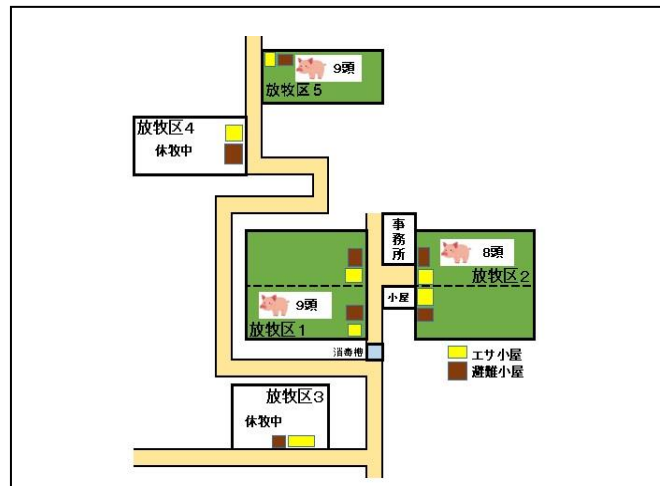 9頭
放牧区5
放牧区4
休牧中
事務所
8頭
放牧区2
小屋
9頭
放牧区1
消毒槽
エサ小屋
避難小屋
放牧区3
休牧中